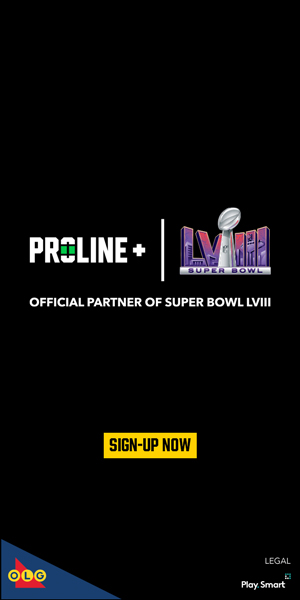 PROLINE +
LVIII
SUPER BOWL
OFFICIAL PARTNER OF SUPER BOWL LVIII
SIGN-UP NOW
LEGAL
OLG
Play.Smart